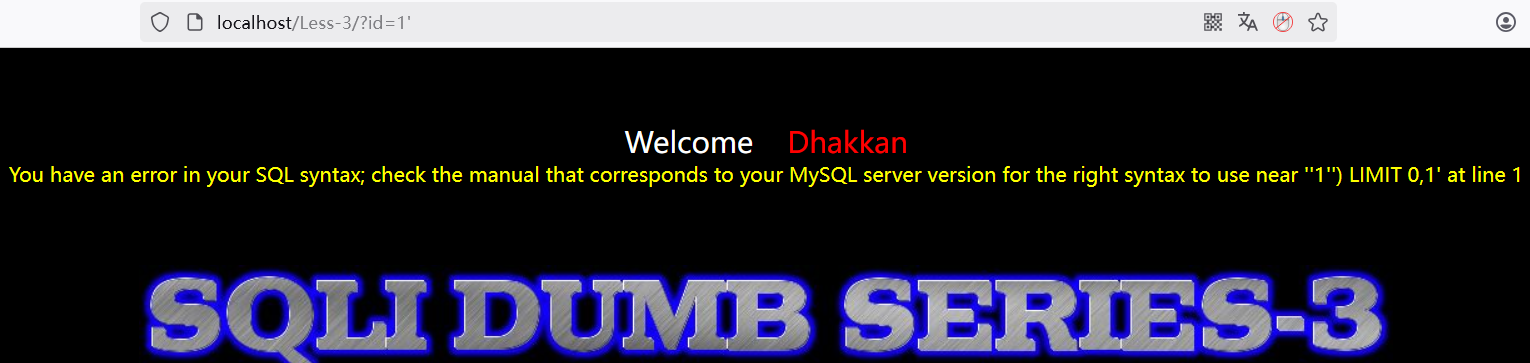 localhost/Less-3/?id=1'
Welcome Dhakkan
You have an error in your SQL syntax; check the manual that corresponds to your MySQL server version for the right syntax to use near ''1'') LIMIT 0,1' at line 1
SQLI DUMB SERIES-3